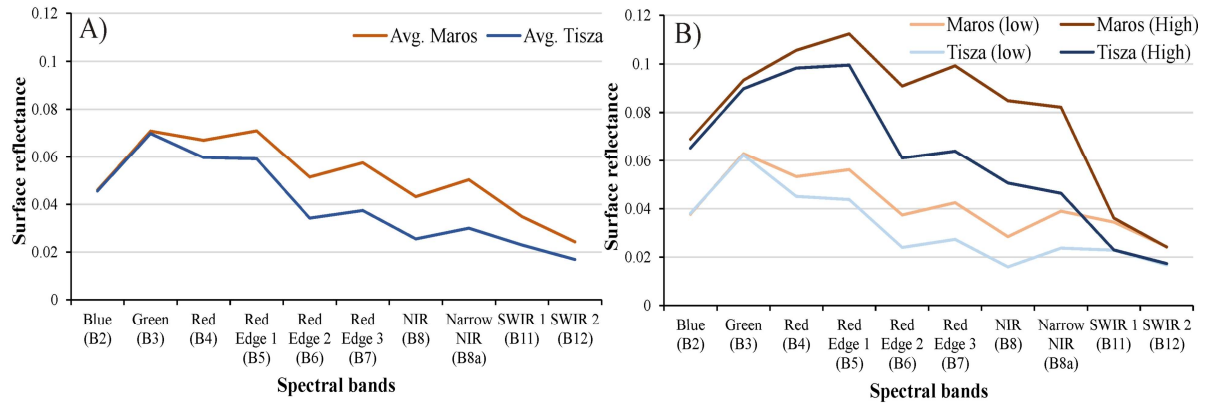 A)
Avg. Maros
Avg. Tisza
Surface reflectance
0.12
0.1
0.08
0.06
0.04
0.02
0
Blue
(B2)
Green
(B3)
Red
(B4)
Red
Edge 1
(B5)
Red
Edge 2
(B6)
Red
Edge 3
(B7)
NIR
(B8)
Narrow
NIR
(B8a)
SWIR 1
(B11)
SWIR 2
(B12)
Spectral bands
B)
Maros (low)
Maros (High)
Tisza (low)
Tisza (High)
Surface reflectance
0.12
0.1
0.08
0.06
0.04
0.02
0
Blue
(B2)
Green
(B3)
Red
(B4)
Red
Edge 1
(B5)
Red
Edge 2
(B6)
Red
Edge 3
(B7)
NIR
(B8)
Narrow
NIR
(B8a)
SWIR 1
(B11)
SWIR 2
(B12)
Spectral bands